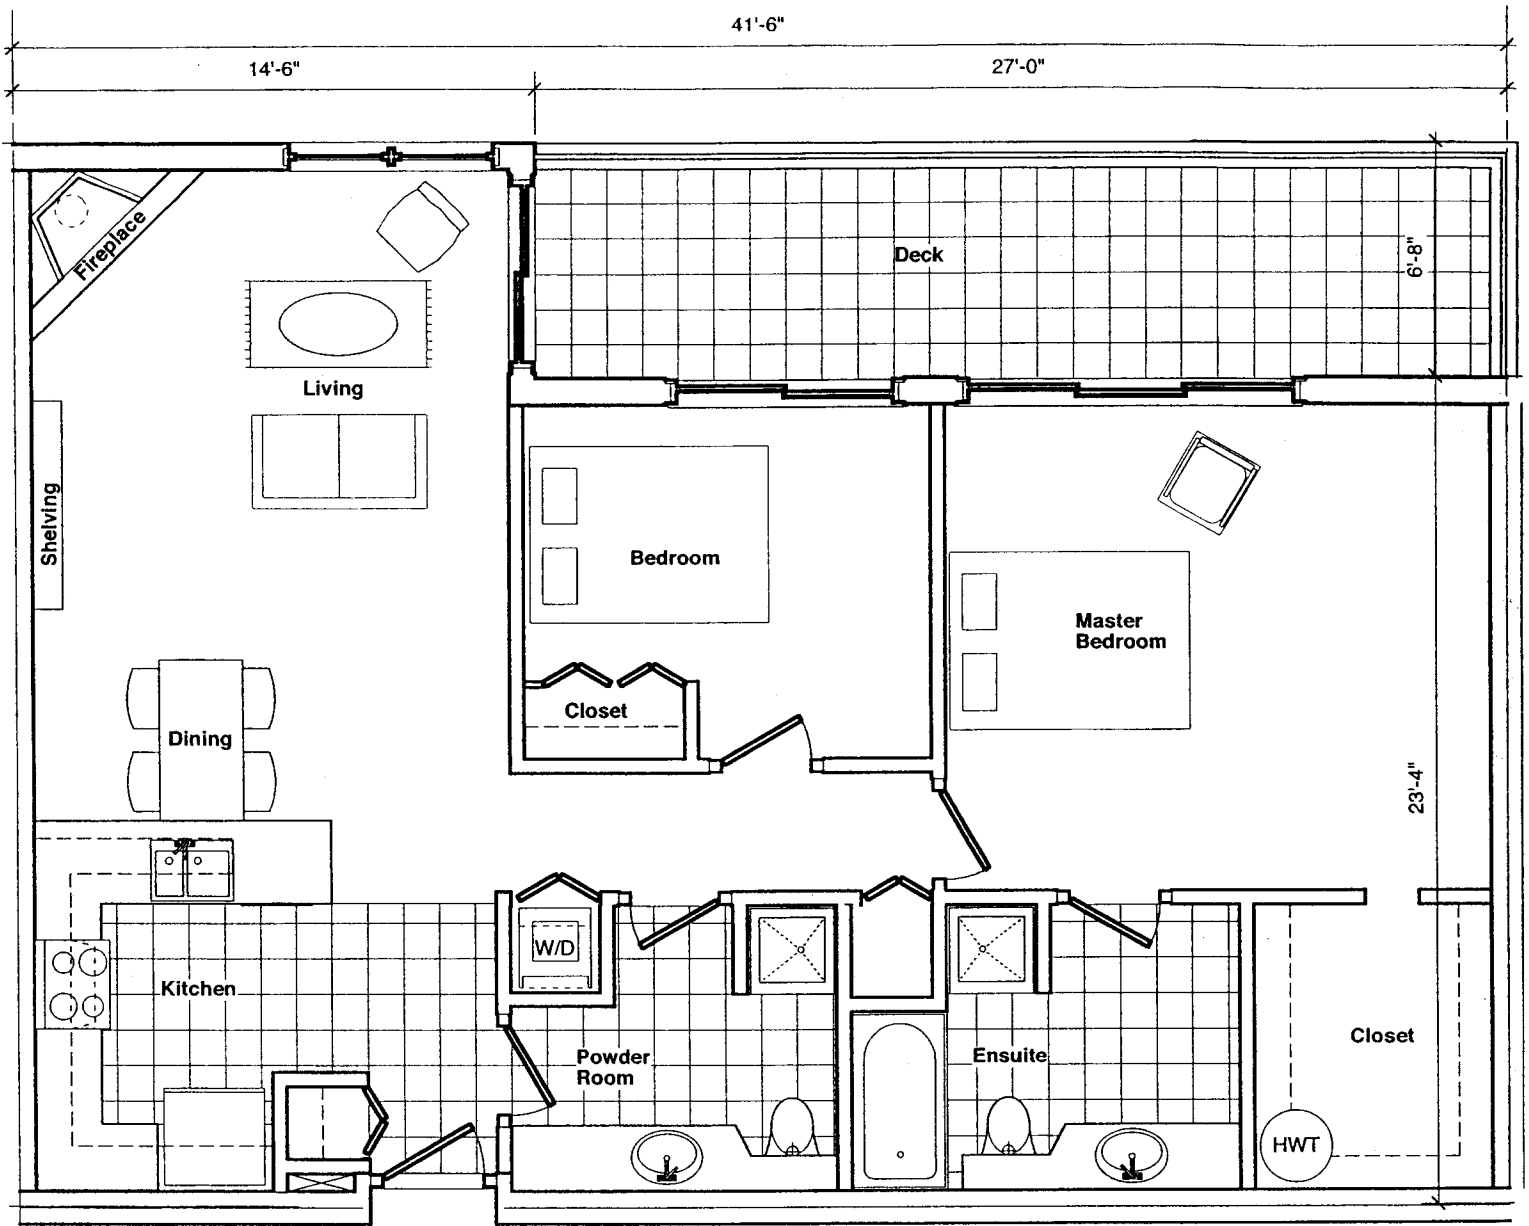 41'-6"
14'-6"
27'-0"
Fireplace
Deck
6'-8"
Living
Shelving
Bedroom
Master
Bedroom
Closet
Dining
23'-4"
W/D
Kitchen
Powder
Room
Ensuite
Closet
HWT